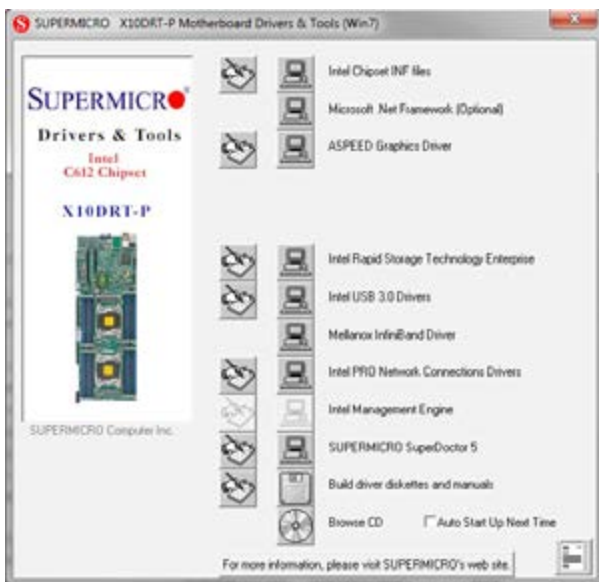 SUPERMICRO X10DRT-P Motherboard Drivers & Tools (Win7)
SUPERMICRO
Drivers & Tools
Intel
C612 Chipset
X10DRT-P
SUPERMICRO Computer Inc.
Intel Chipset INF files
Microsoft .Net Framework (Optional)
ASPEED Graphics Driver
Intel Rapid Storage Technology Enterprise
Intel USB 3.0 Drivers
Mellanox InfiniBand Driver
Intel PRO Network Connections Drivers
Intel Management Engine
SUPERMICRO SuperDoctor 5
Build driver diskettes and manuals
Browse CD Auto Start Up Next Time
For more information, please visit SUPERMICRO's web site.